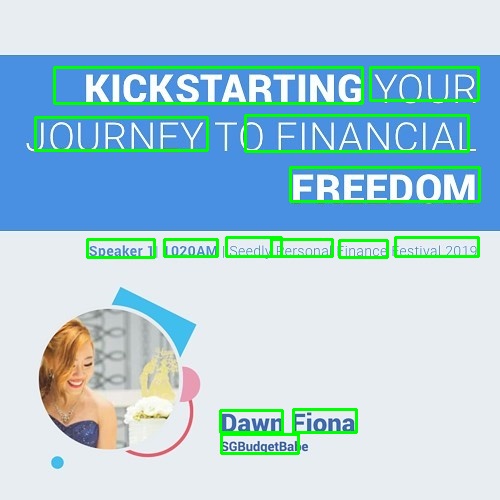 KICKSTARTING YOUR
JOURNEY TO FINANCIAL
FREEDOM
Speaker 1 | 1020AM | Seedly Personal Finance Festival 2019
Dawn Fiona
SGBudgetBabe